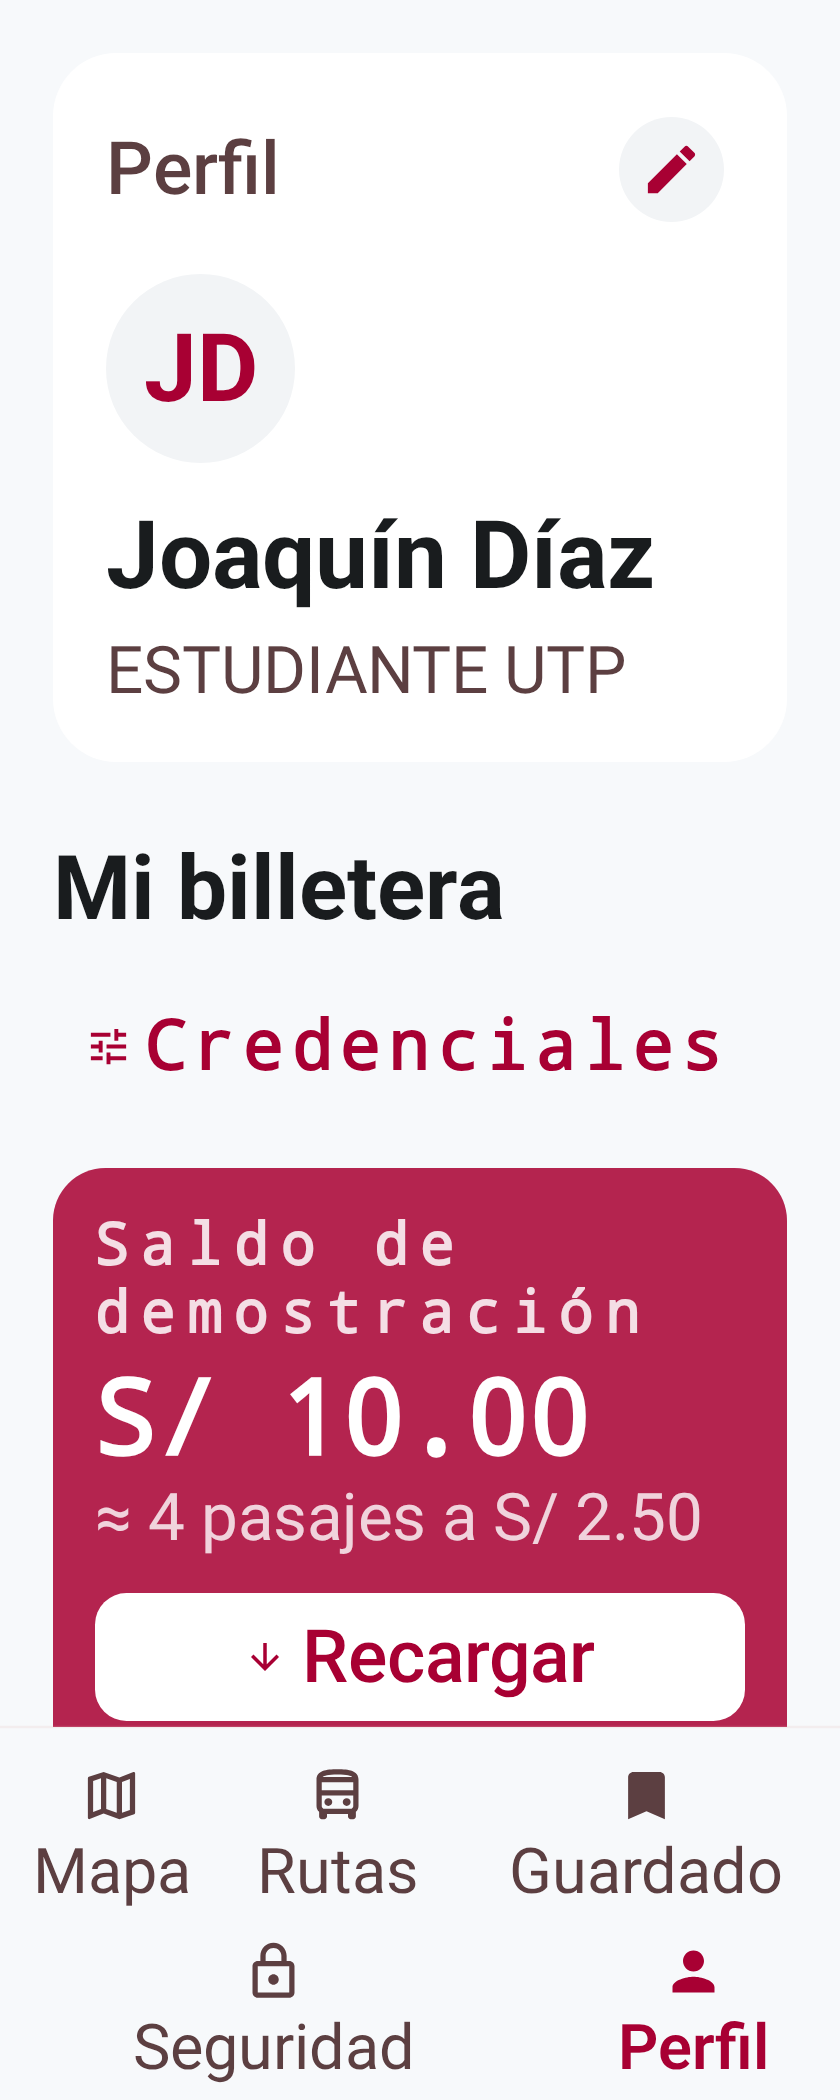 Perfil
JD
Joaquín Díaz
ESTUDIANTE UTP
Mi billetera
Credenciales
Saldo de
demostración
S/ 10.00
≈ 4 pasajes a S/ 2.50
Recargar
Mapa
Rutas
Guardado
Seguridad
Perfil